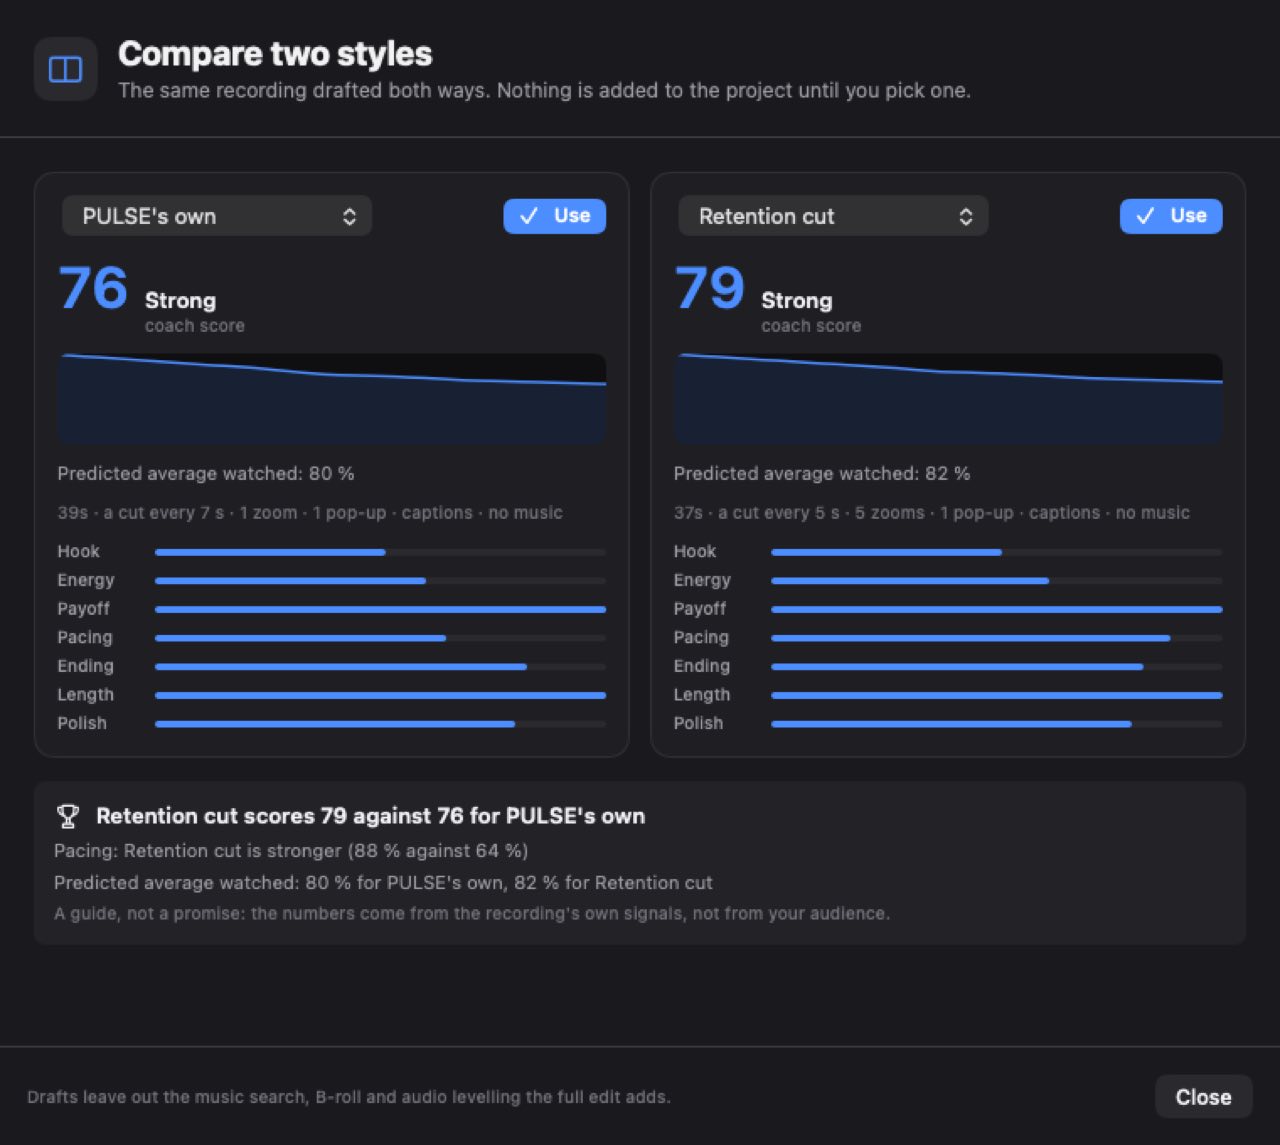 Compare two styles
The same recording drafted both ways. Nothing is added to the project until you pick one.
PULSE's own
Use
76
Strong
coach score
Predicted average watched: 80 %
39s · a cut every 7 s · 1 zoom · 1 pop-up · captions · no music
Hook
Energy
Payoff
Pacing
Ending
Length
Polish
Retention cut
Use
79
Strong
coach score
Predicted average watched: 82 %
37s · a cut every 5 s · 5 zooms · 1 pop-up · captions · no music
Hook
Energy
Payoff
Pacing
Ending
Length
Polish
Retention cut scores 79 against 76 for PULSE's own
Pacing: Retention cut is stronger (88 % against 64 %)
Predicted average watched: 80 % for PULSE's own, 82 % for Retention cut
A guide, not a promise: the numbers come from the recording's own signals, not from your audience.
Drafts leave out the music search, B-roll and audio levelling the full edit adds.
Close